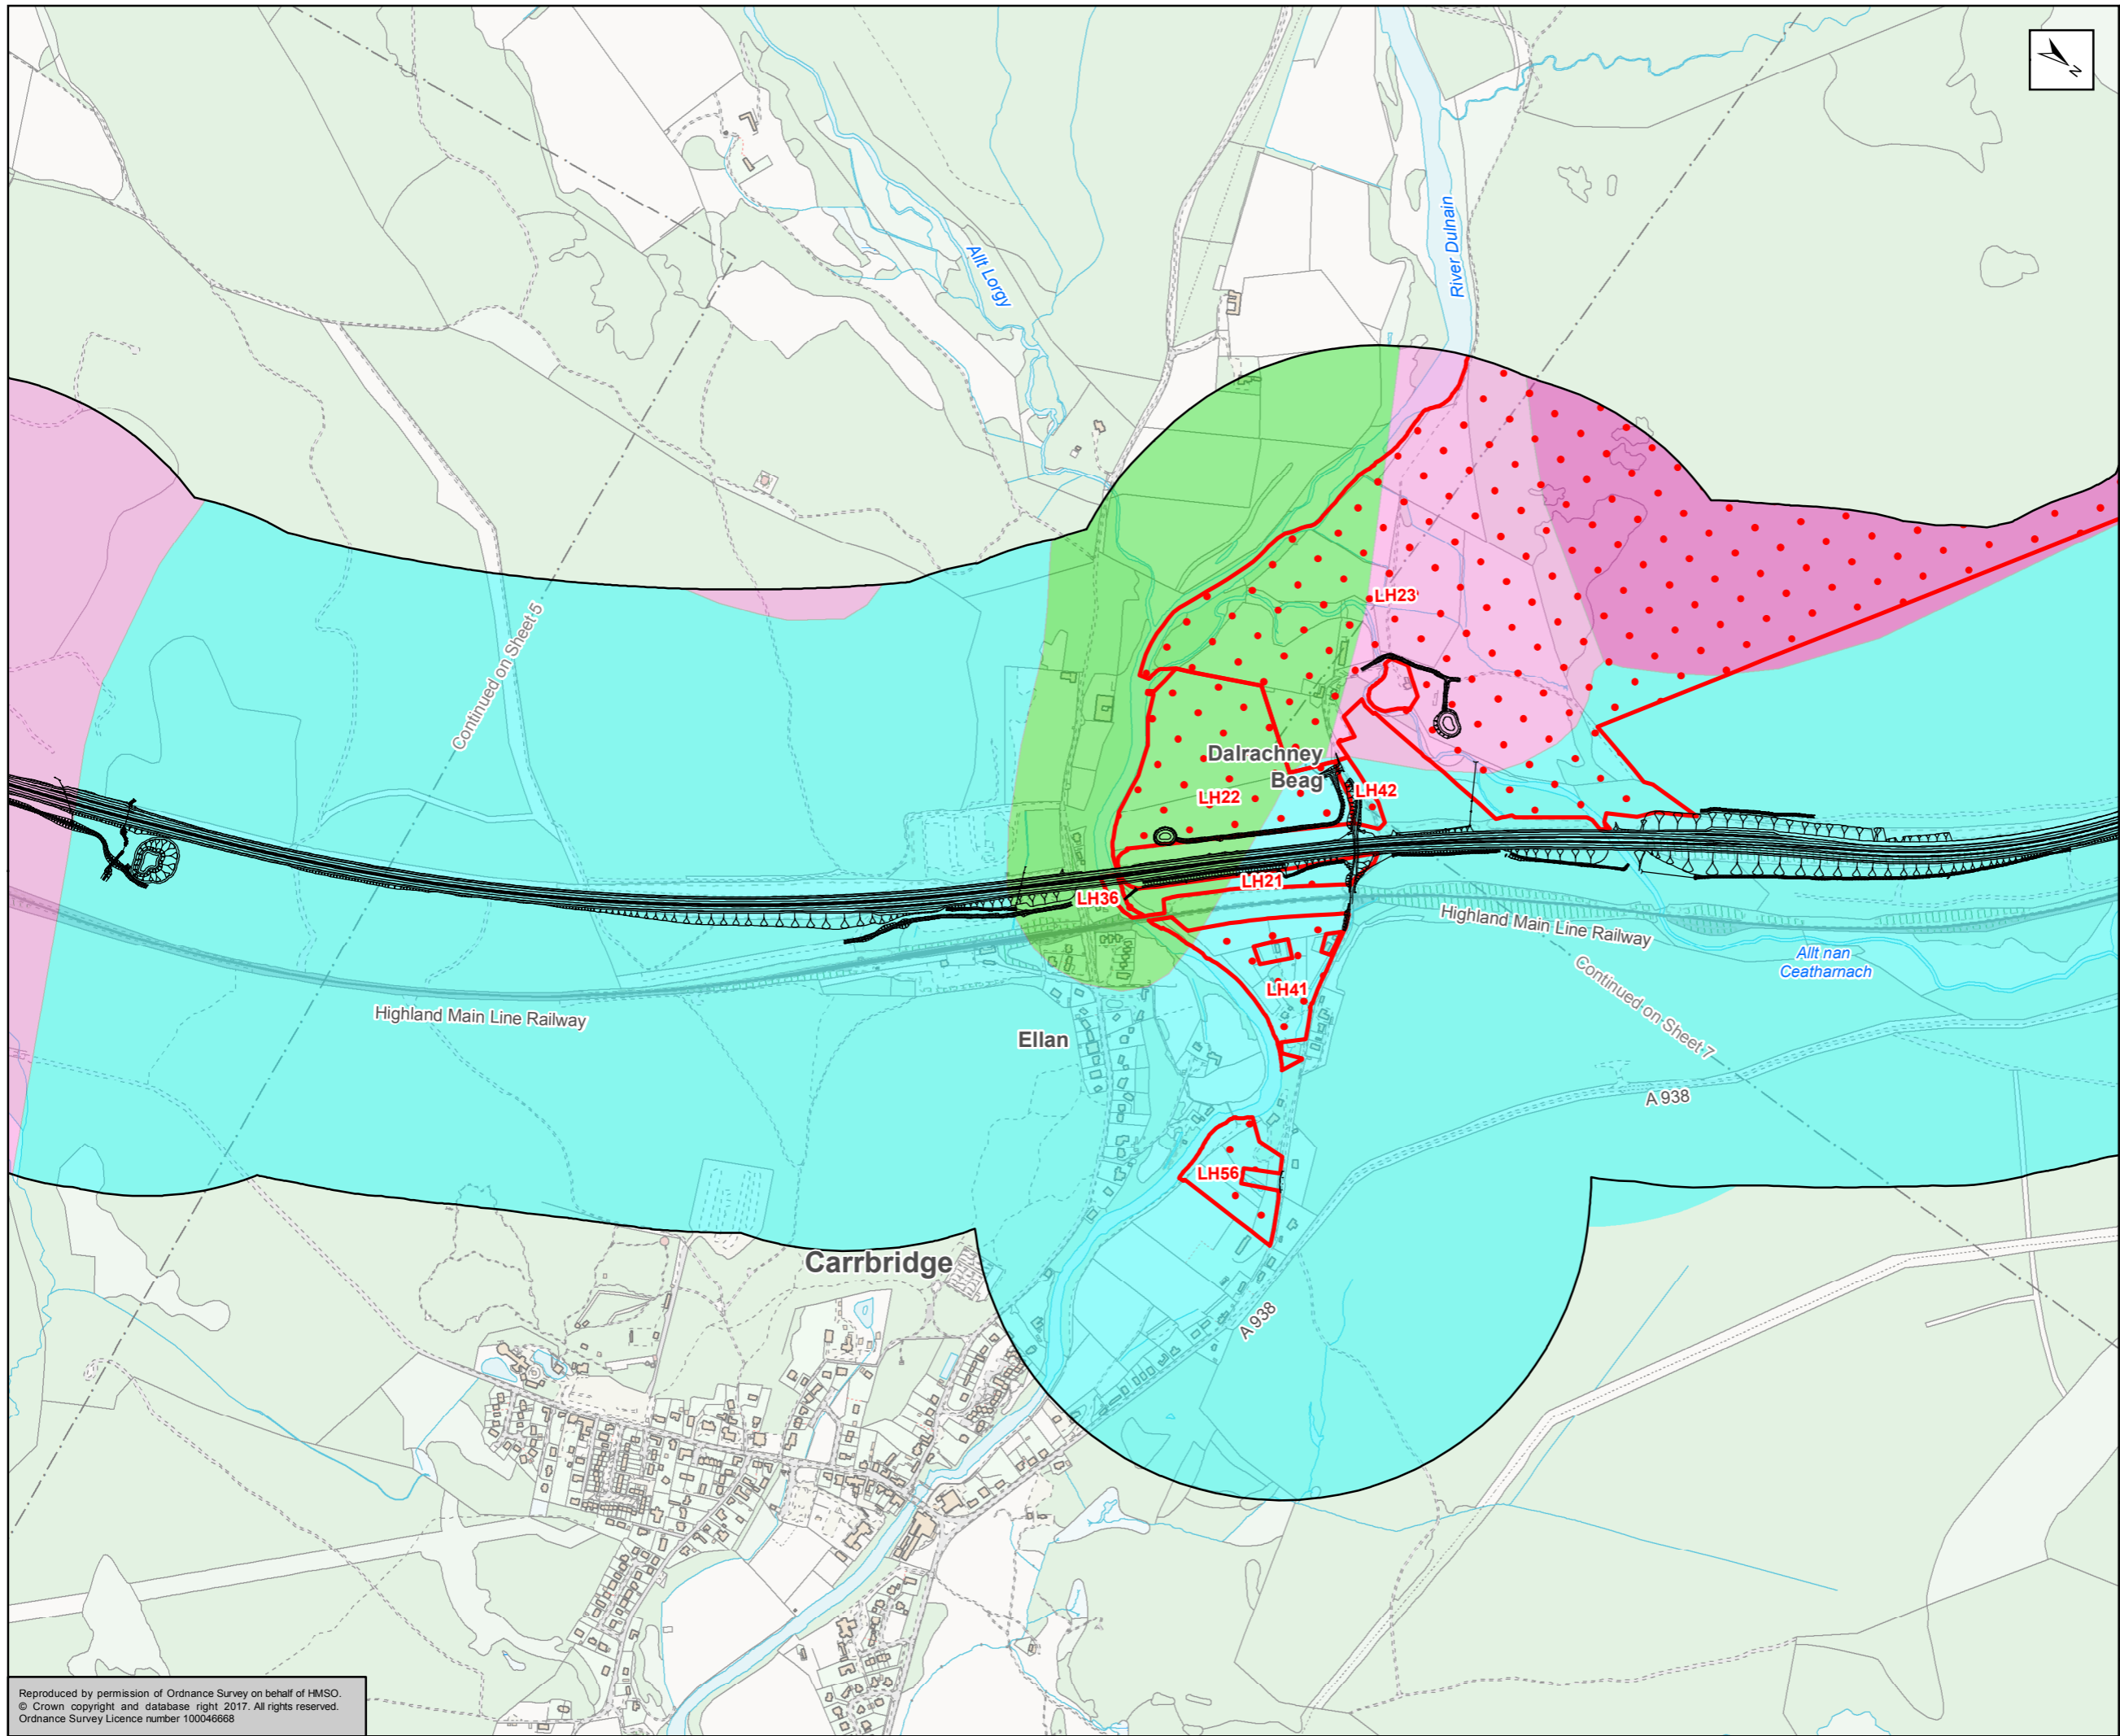 N
Allt Lorgy
River Dulnain
Continued on Sheet 5
LH23
Dalrachney
Beag
LH22
LH42
LH21
LH36
Highland Main Line Railway
Allt nan
Ceatharnach
LH41
Continued on Sheet 7
Highland Main Line Railway
Ellan
A 938
LH56
Carrbridge
A 938
Reproduced by permission of Ordnance Survey on behalf of HMSO.
© Crown copyright and database right 2017. All rights reserved.
Ordnance Survey Licence number 100046668